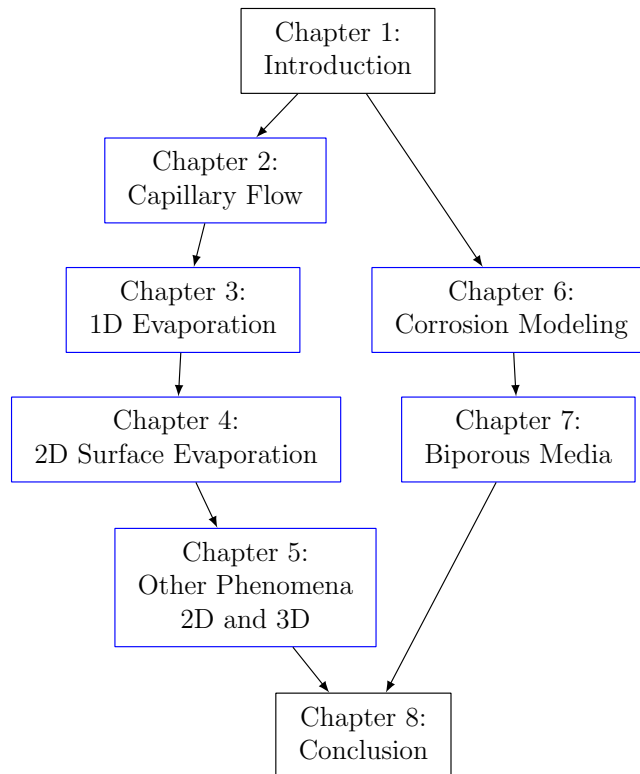 Chapter 1:
Introduction
Chapter 2:
Capillary Flow
Chapter 3:
1D Evaporation
Chapter 6:
Corrosion Modeling
Chapter 4:
2D Surface Evaporation
Chapter 7:
Biporous Media
Chapter 5:
Other Phenomena
2D and 3D
Chapter 8:
Conclusion